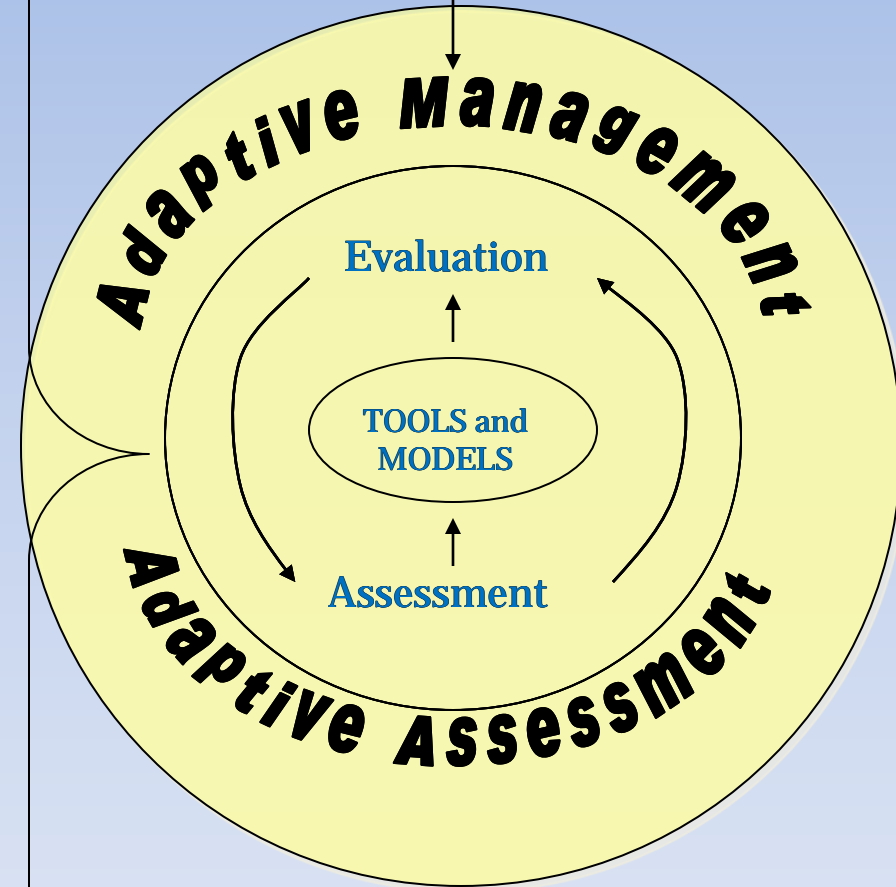 Adaptive Management
Evaluation
TOOLS and
MODELS
Assessment
Adaptive Assessment